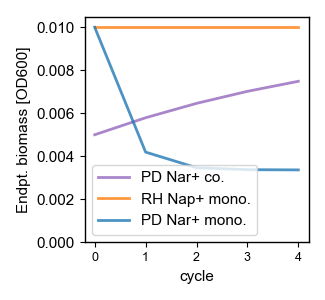 Endpt. biomass [OD600]
0.010
0.008
0.006
0.004
0.002
0.000
PD Nar+ co.
RH Nap+ mono.
PD Nar+ mono.
0 1 2 3 4
cycle